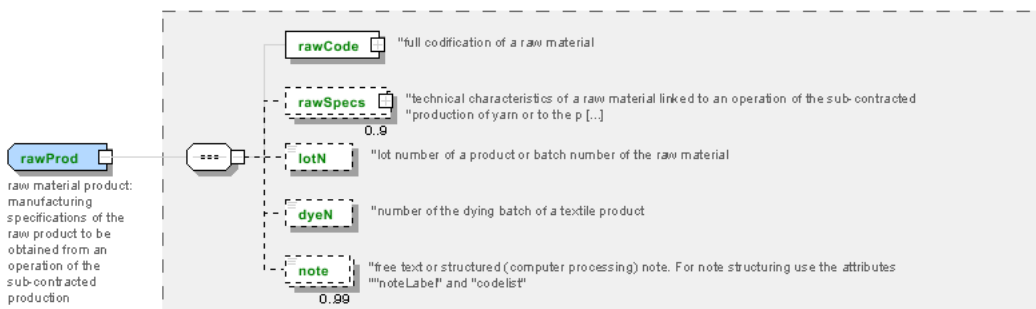 rawCode
"full codification of a raw material
rawSpecs
"technical characteristics of a raw material linked to an operation of the sub-contracted
"production of yarn or to the p [...]
0..9
rawProd
lotN
"lot number of a product or batch number of the raw material
raw material product:
manufacturing
specifications of the
raw product to be
obtained from an
operation of the
sub-contracted
production
dyeN
"number of the dying batch of a textile product
note
"free text or structured (computer processing) note. For note structuring use the attributes
""noteLabel" and "codelist"
0..99